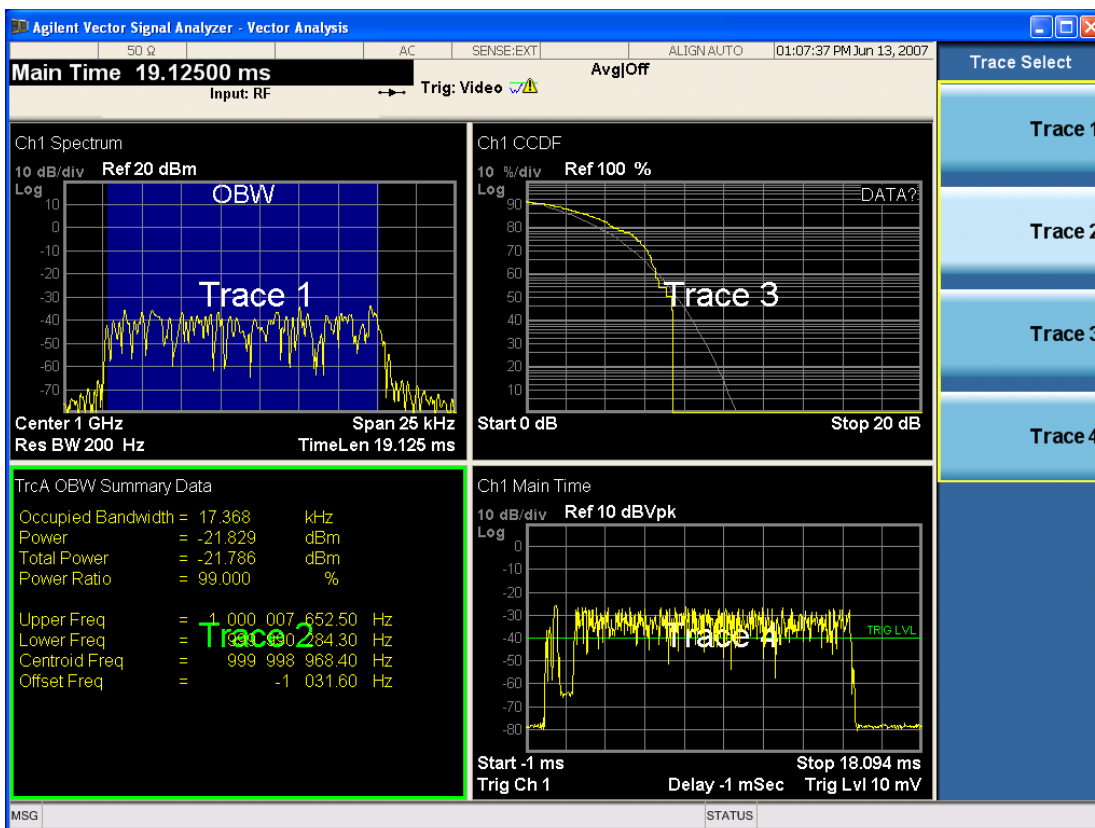 Agilent Vector Signal Analyzer - Vector Analysis
50 Ω AC SENSE:EXT ALIGN AUTO 01:07:37 PM Jun 13, 2007
Main Time 19.12500 ms
Input: RF
Trig: Video
Avg|Off
Trace Select
Trace 1
Trace 2
Trace 3
Trace 4
Ch1 Spectrum
10 dB/div Ref 20 dBm
Log
OBW
10
0
-10
-20
-30
-40
-50
-60
-70
Trace 1
Center 1 GHz Span 25 kHz
Res BW 200 Hz TimeLen 19.125 ms
Ch1 CCDF
10 %/div Ref 100 %
Log
DATA?
90
80
70
60
50
40
30
20
10
Trace 3
Start 0 dB Stop 20 dB
TrcA OBW Summary Data
Occupied Bandwidth = 17.368 kHz
Power = -21.829 dBm
Total Power = -21.786 dBm
Power Ratio = 99.000 %
Upper Freq = 1 000 007 652.50 Hz
Lower Freq = 999 990 284.30 Hz
Trace 2
Centroid Freq = 999 998 968.40 Hz
Offset Freq = -1 031.60 Hz
Ch1 Main Time
10 dB/div Ref 10 dBVpk
Log
0
-10
-20
-30
-40
-50
-60
-70
-80
TRIG LVL
Trace 4
Start -1 ms Stop 18.094 ms
Trig Ch 1 Delay -1 mSec Trig Lvl 10 mV
MSG STATUS